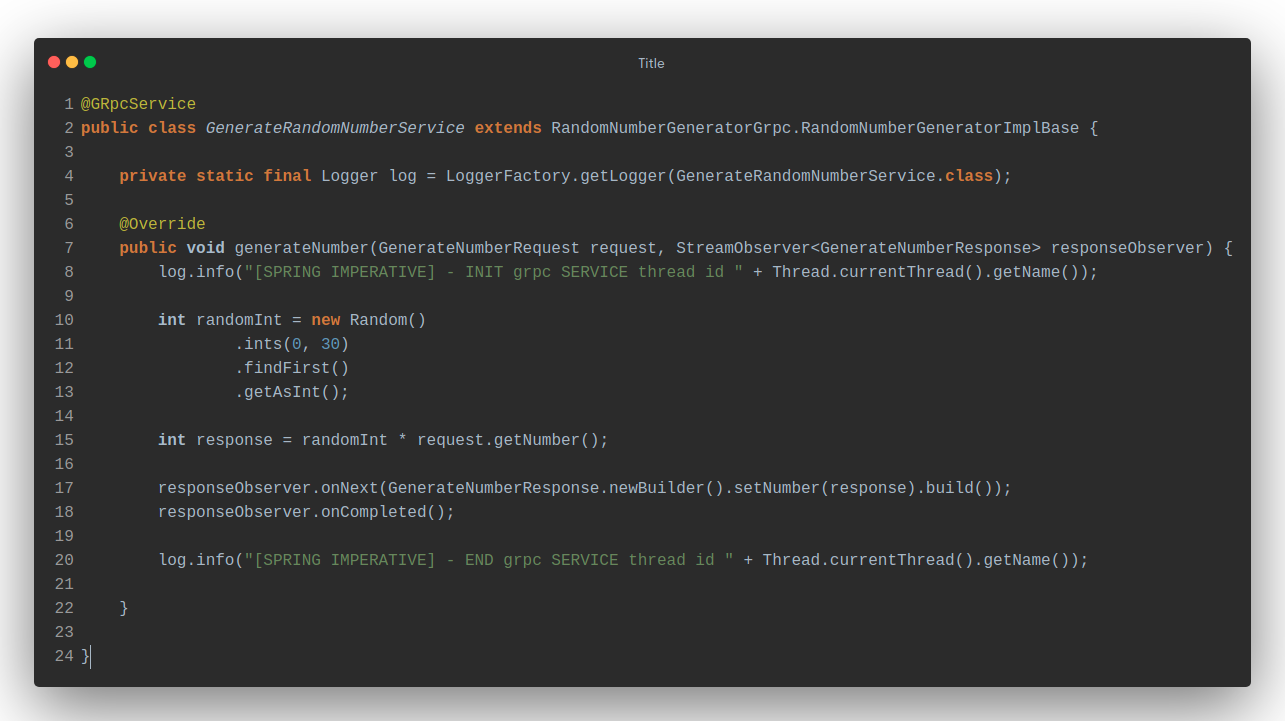 Title
1 @GRpcService
2 public class GenerateRandomNumberService extends RandomNumberGeneratorGrpc.RandomNumberGeneratorImplBase {
3
4     private static final Logger log = LoggerFactory.getLogger(GenerateRandomNumberService.class);
5
6     @Override
7     public void generateNumber(GenerateNumberRequest request, StreamObserver<GenerateNumberResponse> responseObserver) {
8         log.info("[SPRING IMPERATIVE] - INIT grpc SERVICE thread id " + Thread.currentThread().getName());
9
10         int randomInt = new Random()
11                 .ints(0, 30)
12                 .findFirst()
13                 .getAsInt();
14
15         int response = randomInt * request.getNumber();
16
17         responseObserver.onNext(GenerateNumberResponse.newBuilder().setNumber(response).build());
18         responseObserver.onCompleted();
19
20         log.info("[SPRING IMPERATIVE] - END grpc SERVICE thread id " + Thread.currentThread().getName());
21
22     }
23
24 }